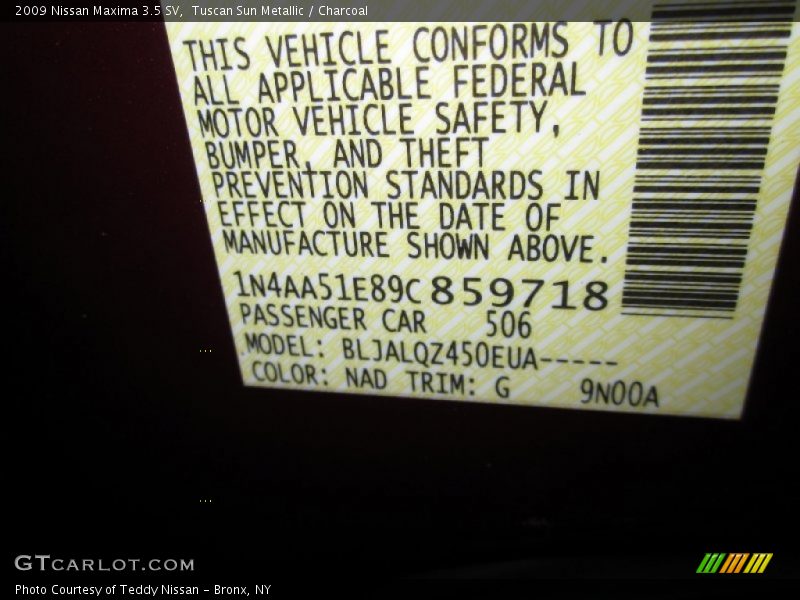 2009 Nissan Maxima 3.5 SV, Tuscan Sun Metallic / Charcoal
THIS VEHICLE CONFORMS TO
ALL APPLICABLE FEDERAL
MOTOR VEHICLE SAFETY,
BUMPER, AND THEFT
PREVENTION STANDARDS IN
EFFECT ON THE DATE OF
MANUFACTURE SHOWN ABOVE.
1N4AA51E89C859718
PASSENGER CAR 506
MODEL: BLJALQZ450EUA-----
COLOR: NAD TRIM: G 9N00A
GTCARLOT.COM
Photo Courtesy of Teddy Nissan - Bronx, NY